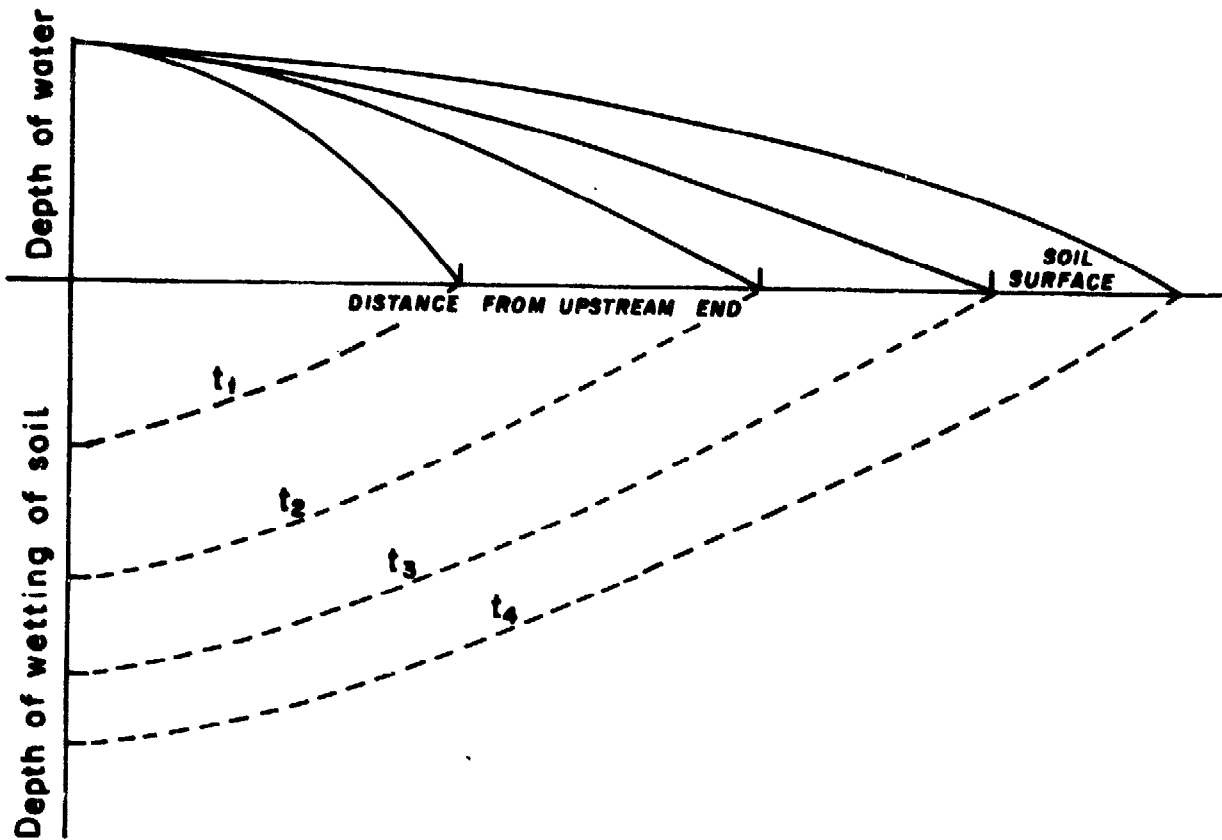 Depth of water
SOIL
SURFACE
DISTANCE FROM UPSTREAM END
Depth of wetting of soil
t1
t2
t3
t4